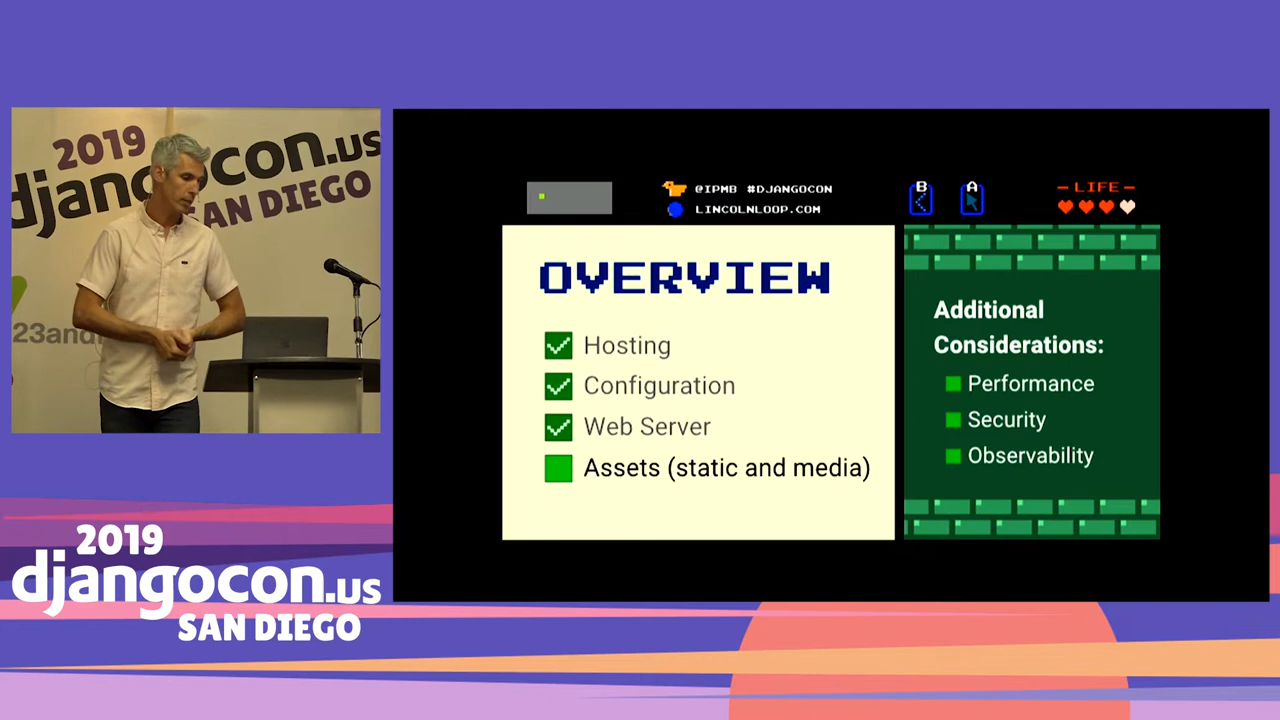 2019
djangocon.us
SAN DIEGO
23and
@IPMB #DJANGOCON
LINCOLNLOOP.COM
B
A
- LIFE -
OVERVIEW
Hosting
Configuration
Web Server
Assets (static and media)
Additional
Considerations:
Performance
Security
Observability
2019
djangocon.us
SAN DIEGO